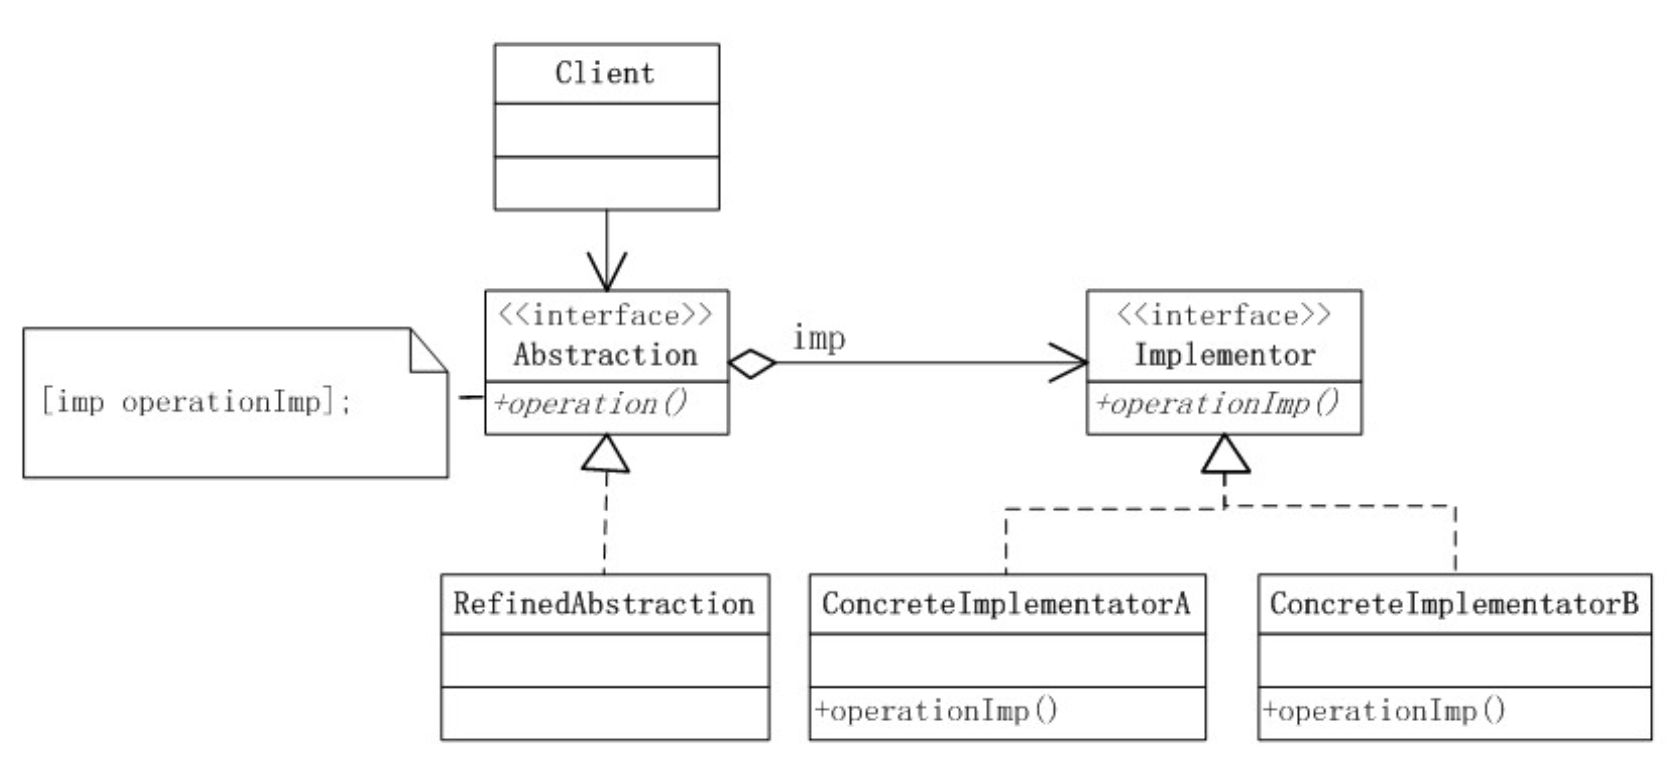 Client
<<interface>>
Abstraction
+operation()
imp
<<interface>>
Implementor
+operationImp()
[imp operationImp];
RefinedAbstraction
ConcreteImplementatorA
+operationImp()
ConcreteImplementatorB
+operationImp()